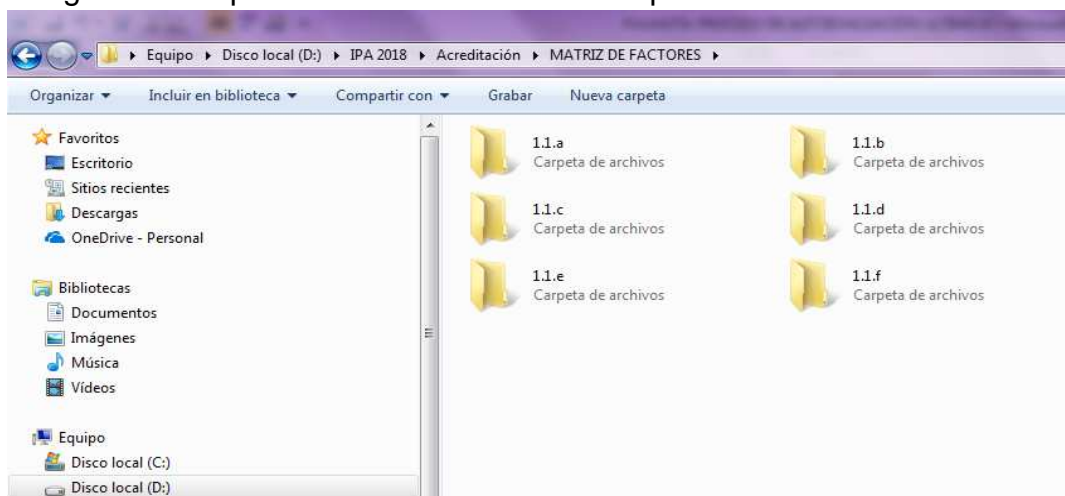 Equipo ▸ Disco local (D:) ▸ IPA 2018 ▸ Acreditación ▸ MATRIZ DE FACTORES ▸
Organizar Incluir en biblioteca Compartir con Grabar Nueva carpeta
Favoritos
Escritorio
Sitios recientes
Descargas
OneDrive - Personal
Bibliotecas
Documentos
Imágenes
Música
Vídeos
Equipo
Disco local (C:)
Disco local (D:)
1.1.a
Carpeta de archivos
1.1.b
Carpeta de archivos
1.1.c
Carpeta de archivos
1.1.d
Carpeta de archivos
1.1.e
Carpeta de archivos
1.1.f
Carpeta de archivos